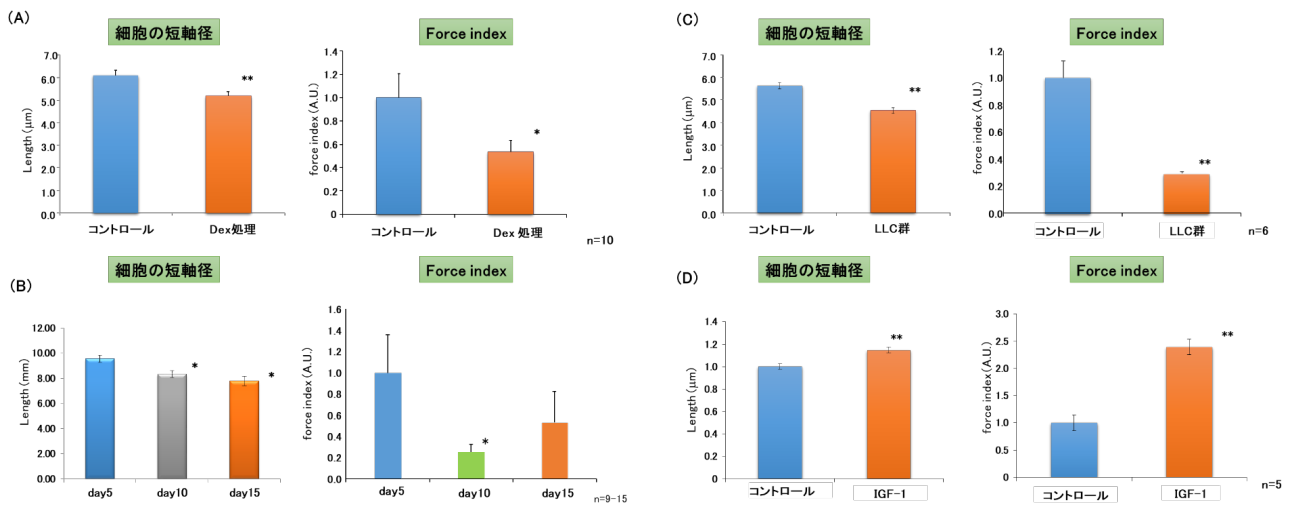 (A)
細胞の短軸径
Length (μm)
7.0
6.0
5.0
4.0
3.0
2.0
1.0
0.0
**
コントロール
Dex処理
Force index
force index (A.U.)
1.4
1.2
1.0
0.8
0.6
0.4
0.2
0
*
コントロール
Dex 処理
n=10
(B)
細胞の短軸径
Length (mm)
12.00
10.00
8.00
6.00
4.00
2.00
0.00
*
*
day5
day10
day15
Force index
force index (A.U.)
1.6
1.4
1.2
1.0
0.8
0.6
0.4
0.2
0.0
*
day5
day10
day15
n=9-15
(C)
細胞の短軸径
Length (μm)
7.0
6.0
5.0
4.0
3.0
2.0
1.0
0.0
**
コントロール
LLC群
Force index
force index (A.U.)
1.2
1.0
0.8
0.6
0.4
0.2
0.0
**
コントロール
LLC群
n=6
(D)
細胞の短軸径
Length (μm)
1.4
1.2
1.0
0.8
0.6
0.4
0.2
0
**
コントロール
IGF-1
Force index
force index (A.U.)
3.0
2.5
2.0
1.5
1.0
0.5
0.0
**
コントロール
IGF-1
n=5